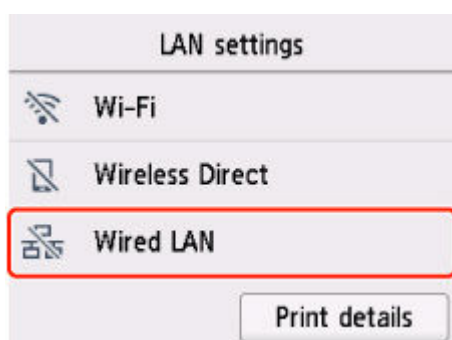 LAN settings
Wi-Fi
Wireless Direct
Wired LAN
Print details